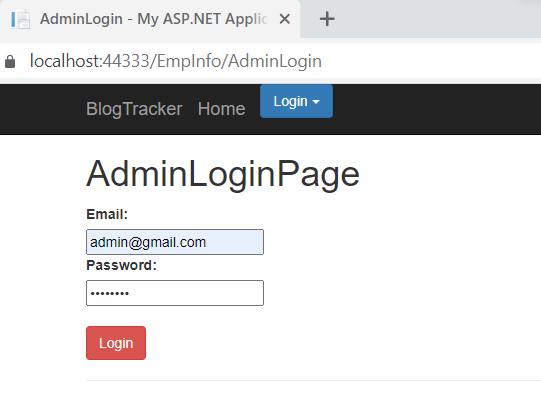 AdminLogin - My ASP.NET Applic
localhost:44333/EmpInfo/AdminLogin
BlogTracker Home Login
AdminLoginPage
Email:
admin@gmail.com
Password:
••••••••
Login